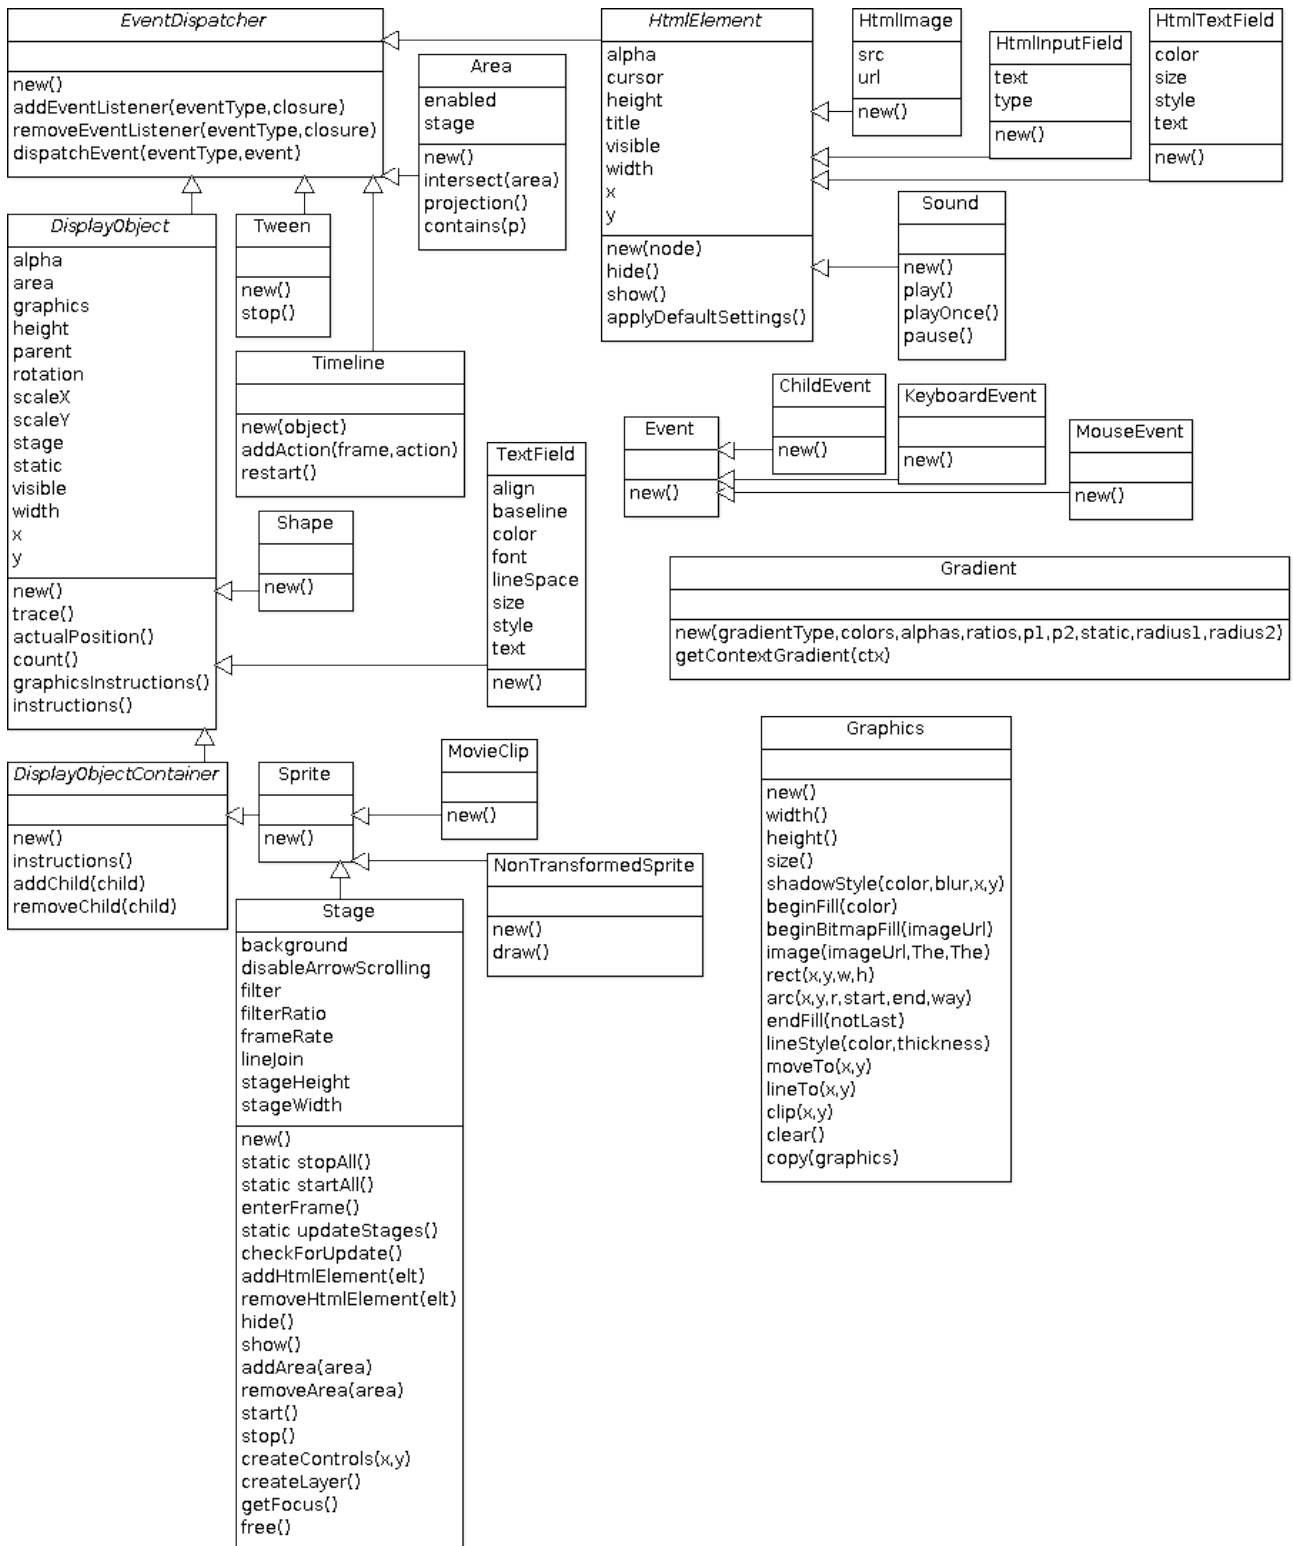 EventDispatcher
new()
addEventListener(eventType,closure)
removeEventListener(eventType,closure)
dispatchEvent(eventType,event)
Area
enabled
stage
new()
intersect(area)
projection()
contains(p)
HtmlElement
alpha
cursor
height
title
visible
width
x
y
new(node)
hide()
show()
applyDefaultSettings()
HtmlImage
src
url
new()
HtmlInputField
text
type
new()
HtmlTextField
color
size
style
text
new()
Sound
new()
play()
playOnce()
pause()
DisplayObject
alpha
area
graphics
height
parent
rotation
scaleX
scaleY
stage
static
visible
width
x
y
new()
trace()
actualPosition()
count()
graphicsInstructions()
instructions()
Tween
new()
stop()
Timeline
new(object)
addAction(frame,action)
restart()
Shape
new()
TextField
align
baseline
color
font
lineSpace
size
style
text
new()
Event
new()
ChildEvent
new()
KeyboardEvent
new()
MouseEvent
new()
Gradient
new(gradientType,colors,alphas,ratios,p1,p2,static,radius1,radius2)
getContextGradient(ctx)
DisplayObjectContainer
new()
instructions()
addChild(child)
removeChild(child)
Sprite
new()
MovieClip
new()
NonTransformedSprite
new()
draw()
Stage
background
disableArrowScrolling
filter
filterRatio
frameRate
lineJoin
stageHeight
stageWidth
new()
static stopAll()
static startAll()
enterFrame()
static updateStages()
checkForUpdate()
addHtmlElement(elt)
removeHtmlElement(elt)
hide()
show()
addArea(area)
removeArea(area)
start()
stop()
createControls(x,y)
createLayer()
getFocus()
free()
Graphics
new()
width()
height()
size()
shadowStyle(color,blur,x,y)
beginFill(color)
beginBitmapFill(imageUrl)
image(imageUrl,The,The)
rect(x,y,w,h)
arc(x,y,r,start,end,way)
endFill(notLast)
lineStyle(color,thickness)
moveTo(x,y)
lineTo(x,y)
clip(x,y)
clear()
copy(graphics)